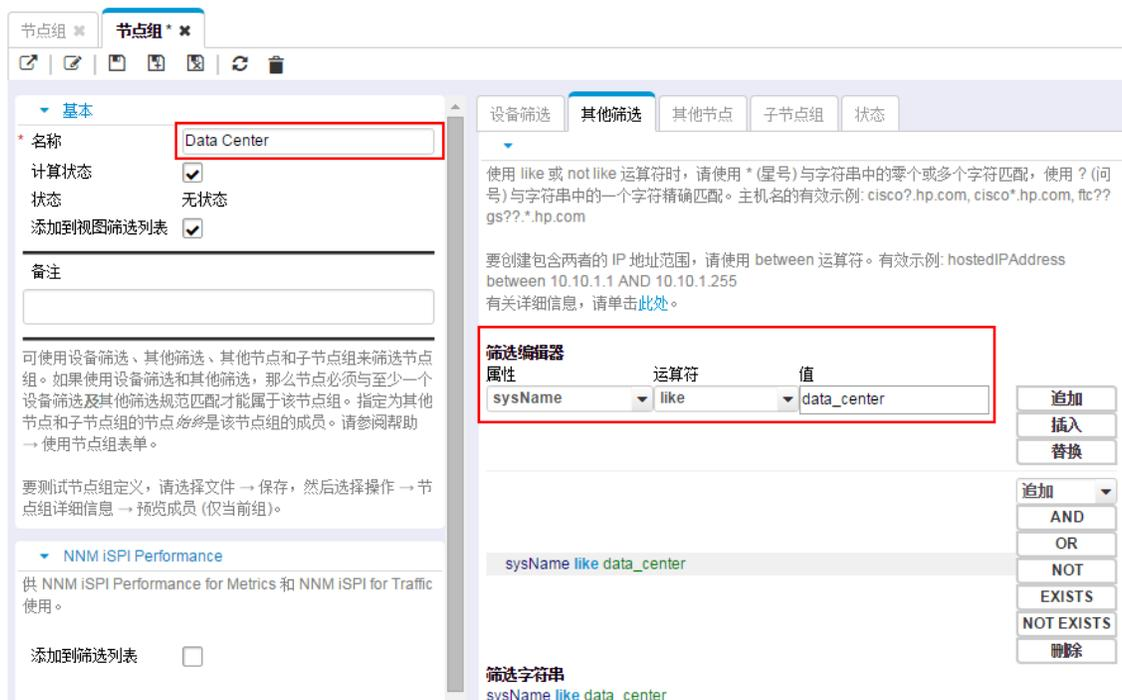 节点组
节点组 *
基本
* 名称
Data Center
计算状态
状态
无状态
添加到视图筛选列表
备注
可使用设备筛选、其他筛选、其他节点和子节点组来筛选节点
组。如果使用设备筛选和其他筛选，那么节点必须与至少一个
设备筛选及其他筛选规范匹配才能属于该节点组。指定为其他
节点和子节点组的节点始终是该节点组的成员。请参阅帮助
→ 使用节点组表单。
要测试节点组定义，请选择文件 → 保存，然后选择操作 → 节
点组详细信息 → 预览成员 (仅当前组)。
NNM iSPI Performance
供 NNM iSPI Performance for Metrics 和 NNM iSPI for Traffic
使用。
添加到筛选列表
设备筛选
其他筛选
其他节点
子节点组
状态
使用 like 或 not like 运算符时，请使用 * (星号) 与字符串中的零个或多个字符匹配，使用 ? (问
号) 与字符串中的一个字符精确匹配。主机名的有效示例: cisco?.hp.com, cisco*.hp.com, ftc??
gs??.*.hp.com
要创建包含两者的 IP 地址范围，请使用 between 运算符。有效示例: hostedIPAddress
between 10.10.1.1 AND 10.10.1.255
有关详细信息，请单击此处。
筛选编辑器
属性
运算符
值
sysName
like
data_center
追加
插入
替换
追加
AND
OR
NOT
EXISTS
NOT EXISTS
删除
sysName like data_center
筛选字符串
sysName like data_center